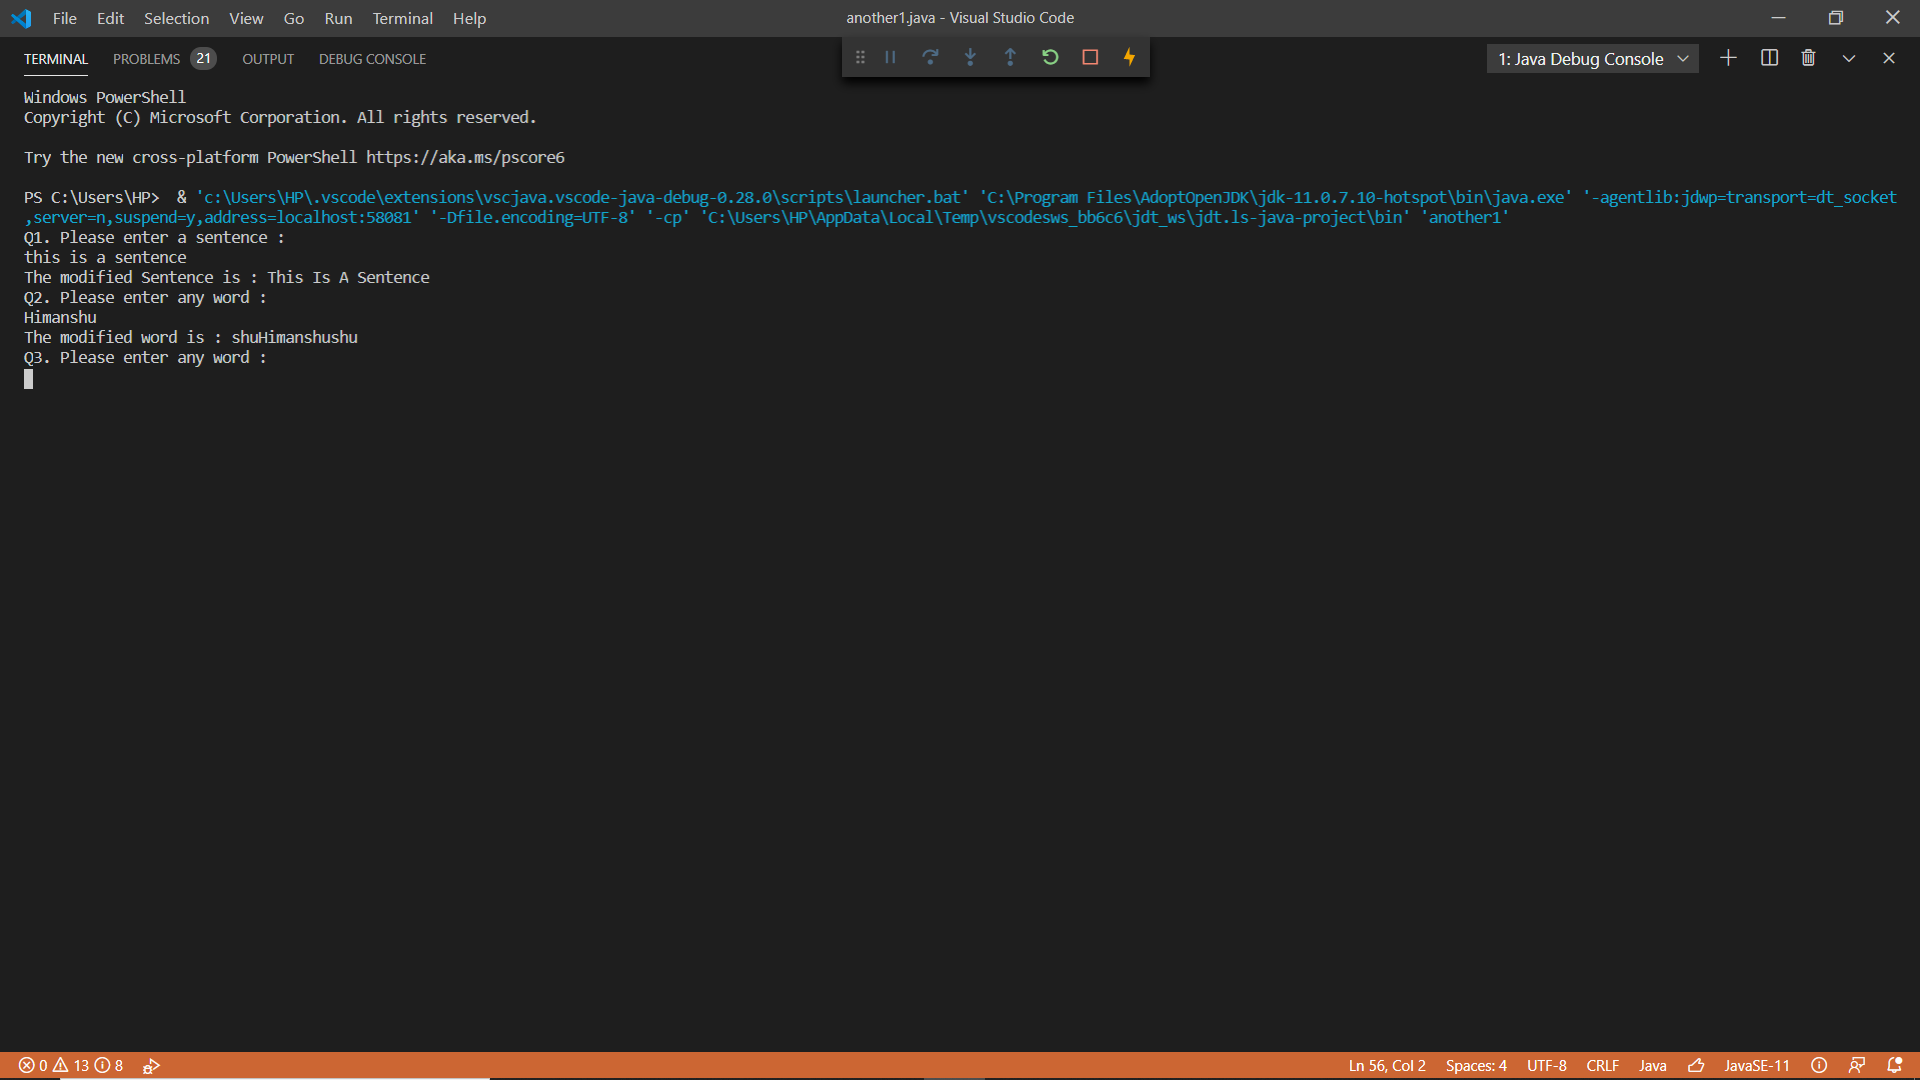 File Edit Selection View Go Run Terminal Help
another1.java - Visual Studio Code
TERMINAL PROBLEMS 21 OUTPUT DEBUG CONSOLE
1: Java Debug Console
Windows PowerShell
Copyright (C) Microsoft Corporation. All rights reserved.
Try the new cross-platform PowerShell https://aka.ms/pscore6
PS C:\Users\HP>  & 'c:\Users\HP\.vscode\extensions\vscjava.vscode-java-debug-0.28.0\scripts\launcher.bat' 'C:\Program Files\AdoptOpenJDK\jdk-11.0.7.10-hotspot\bin\java.exe' '-agentlib:jdwp=transport=dt_socket
,server=n,suspend=y,address=localhost:58081' '-Dfile.encoding=UTF-8' '-cp' 'C:\Users\HP\AppData\Local\Temp\vscodesws_bb6c6\jdt_ws\jdt.ls-java-project\bin' 'another1'
Q1. Please enter a sentence :
this is a sentence
The modified Sentence is : This Is A Sentence
Q2. Please enter any word :
Himanshu
The modified word is : shuHimanshushu
Q3. Please enter any word :
0 13 8
Ln 56, Col 2 Spaces: 4 UTF-8 CRLF Java JavaSE-11